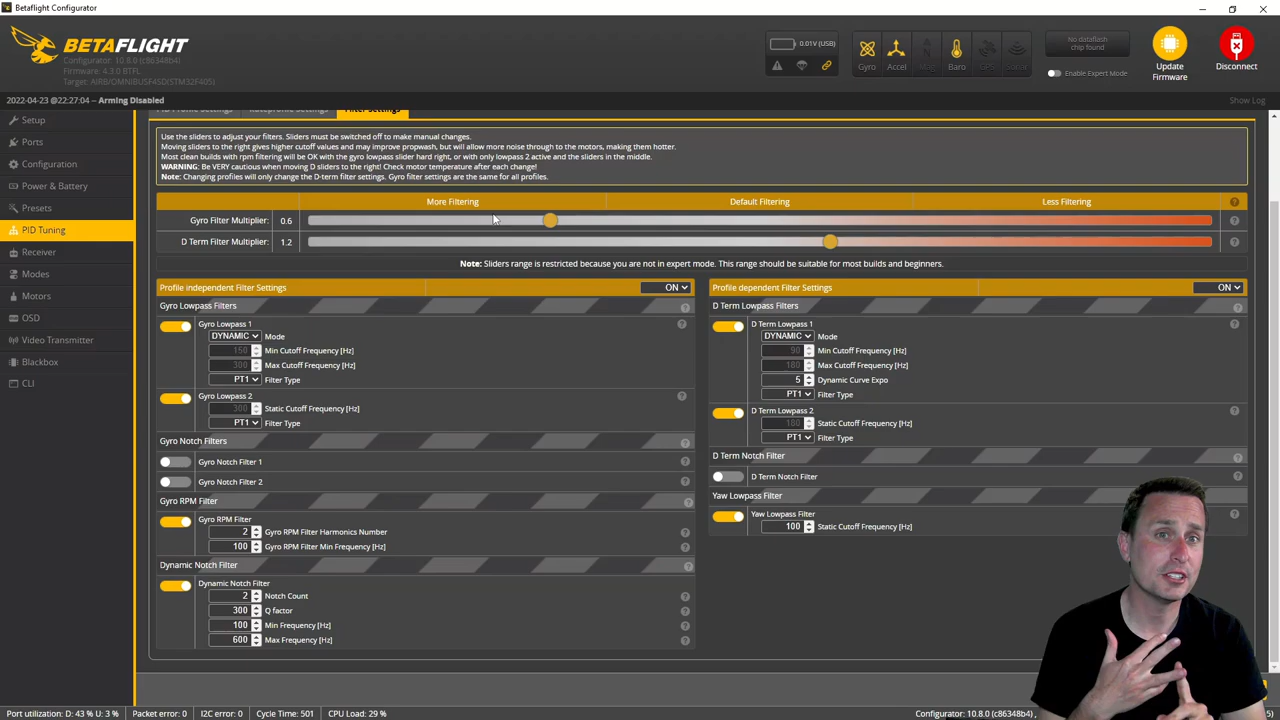 Betaflight Configurator
BETAFLIGHT
Configurator: 10.8.0 (c86348b4)
Firmware: 4.3.0 BTFL
Target: AIRB/OMNIBUSF4SD(STM32F405)
0.01V (USB)
Gyro
Accel
Mag
Baro
GPS
Sonar
No dataflash
chip found
Enable Expert Mode
Update
Firmware
Disconnect
2022-04-23 @22:27:04 -- Arming Disabled
Show Log
Setup
Ports
Configuration
Power & Battery
Presets
PID Tuning
Receiver
Modes
Motors
OSD
Video Transmitter
Blackbox
CLI
PID Profile Settings
Rateprofile Settings
Filter Settings
Use the sliders to adjust your filters. Sliders must be switched off to make manual changes.
Moving sliders to the right gives higher cutoff values and may improve propwash, but will allow more noise through to the motors, making them hotter.
Most clean builds with rpm filtering will be OK with the gyro lowpass slider hard right, or with only lowpass 2 active and the sliders in the middle.
WARNING: Be VERY cautious when moving D sliders to the right! Check motor temperature after each change!
Note: Changing profiles will only change the D-term filter settings. Gyro filter settings are the same for all profiles.
More Filtering Default Filtering Less Filtering
Gyro Filter Multiplier: 0.6
D Term Filter Multiplier: 1.2
Note: Sliders range is restricted because you are not in expert mode. This range should be suitable for most builds and beginners.
Profile independent Filter Settings ON
Gyro Lowpass Filters
Gyro Lowpass 1
DYNAMIC Mode
150 Min Cutoff Frequency [Hz]
300 Max Cutoff Frequency [Hz]
PT1 Filter Type
Gyro Lowpass 2
300 Static Cutoff Frequency [Hz]
PT1 Filter Type
Gyro Notch Filters
Gyro Notch Filter 1
Gyro Notch Filter 2
Gyro RPM Filter
Gyro RPM Filter
2 Gyro RPM Filter Harmonics Number
100 Gyro RPM Filter Min Frequency [Hz]
Dynamic Notch Filter
Dynamic Notch Filter
2 Notch Count
300 Q factor
100 Min Frequency [Hz]
600 Max Frequency [Hz]
Profile dependent Filter Settings ON
D Term Lowpass Filters
D Term Lowpass 1
DYNAMIC Mode
90 Min Cutoff Frequency [Hz]
180 Max Cutoff Frequency [Hz]
5 Dynamic Curve Expo
PT1 Filter Type
D Term Lowpass 2
180 Static Cutoff Frequency [Hz]
PT1 Filter Type
D Term Notch Filter
D Term Notch Filter
Yaw Lowpass Filter
Yaw Lowpass Filter
100 Static Cutoff Frequency [Hz]
Port utilization: D: 43 % U: 3 % Packet error: 0 I2C error: 0 Cycle Time: 501 CPU Load: 29 %
Configurator: 10.8.0 (c86348b4), Firmware: 4.3.0 BTFL, Target: AIRB/OMNIBUSF4SD(STM32F405)